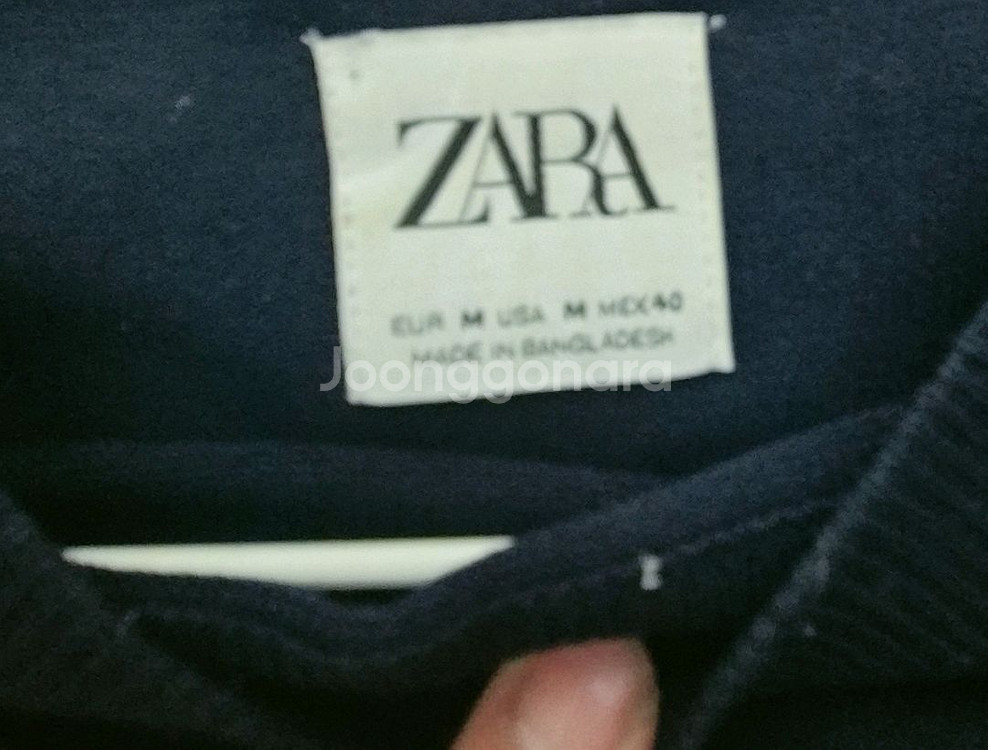 ZARA
EUR M USA M MEX 40
MADE IN BANGLADESH
Joonggonara